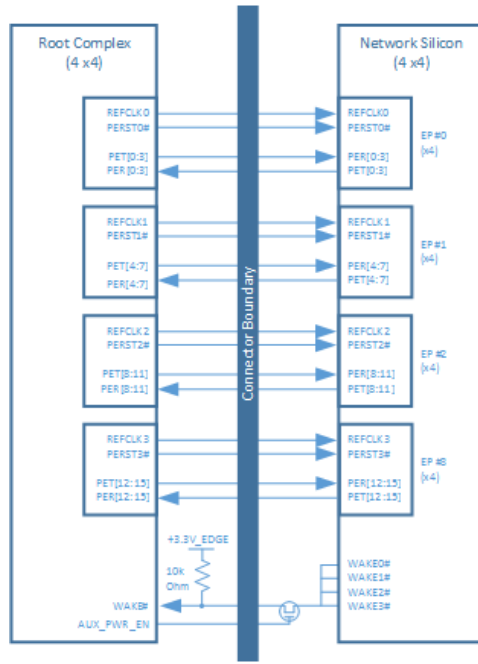 Root Complex
(4 x4)
Network Silicon
(4 x4)
REFCLK0
PERST0#
PET[0:3]
PER[0:3]
REFCLK0
PERST0#
PER[0:3]
PET[0:3]
EP #0
(x4)
REFCLK1
PERST1#
PET[4:7]
PER[4:7]
REFCLK1
PERST1#
PER[4:7]
PET[4:7]
EP #1
(x4)
Connector Boundary
REFCLK2
PERST2#
PET[8:11]
PER[8:11]
REFCLK2
PERST2#
PER[8:11]
PET[8:11]
EP #2
(x4)
REFCLK3
PERST3#
PET[12:15]
PER[12:15]
REFCLK3
PERST3#
PER[12:15]
PET[12:15]
EP #3
(x4)
+3.3V_EDGE
10k
Ohm
WAKE#
AUX_PWR_EN
WAKE0#
WAKE1#
WAKE2#
WAKE3#